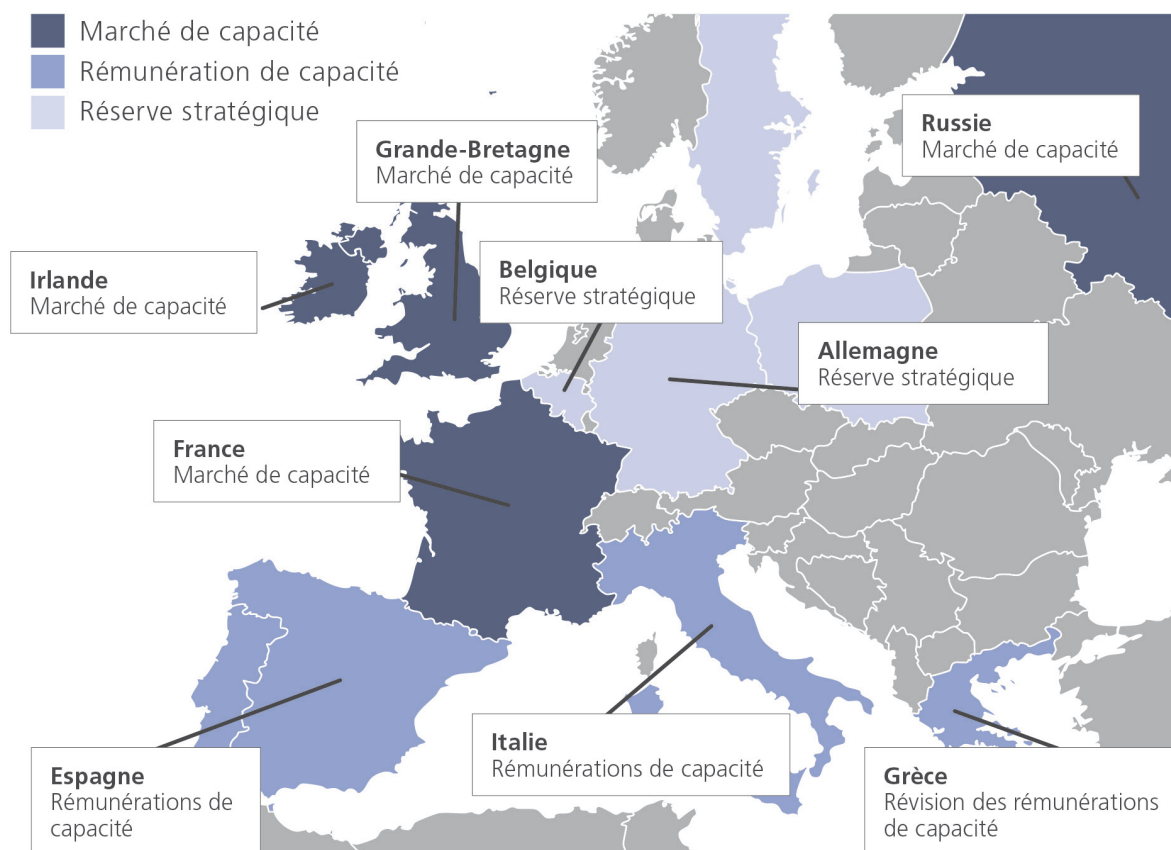 Marché de capacité
Rémunération de capacité
Réserve stratégique
Russie
Marché de capacité
Grande-Bretagne
Marché de capacité
Belgique
Réserve stratégique
Irlande
Marché de capacité
Allemagne
Réserve stratégique
France
Marché de capacité
Espagne
Rémunérations de
capacité
Italie
Rémunérations de capacité
Grèce
Révision des rémunérations
de capacité